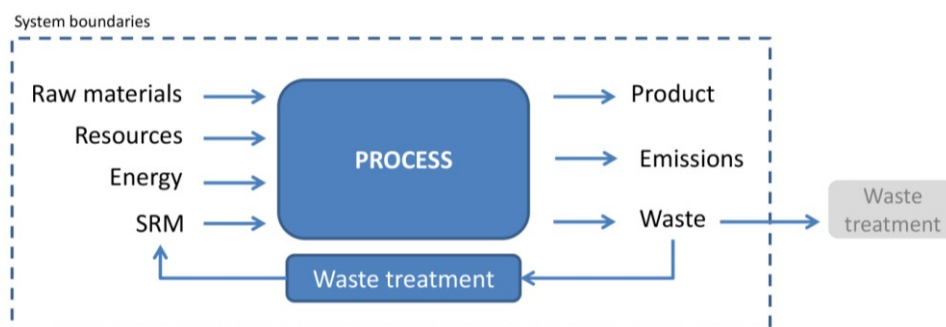 System boundaries
Raw materials
Product
Resources
PROCESS
Emissions
Energy
SRM
Waste
Waste
treatment
Waste treatment